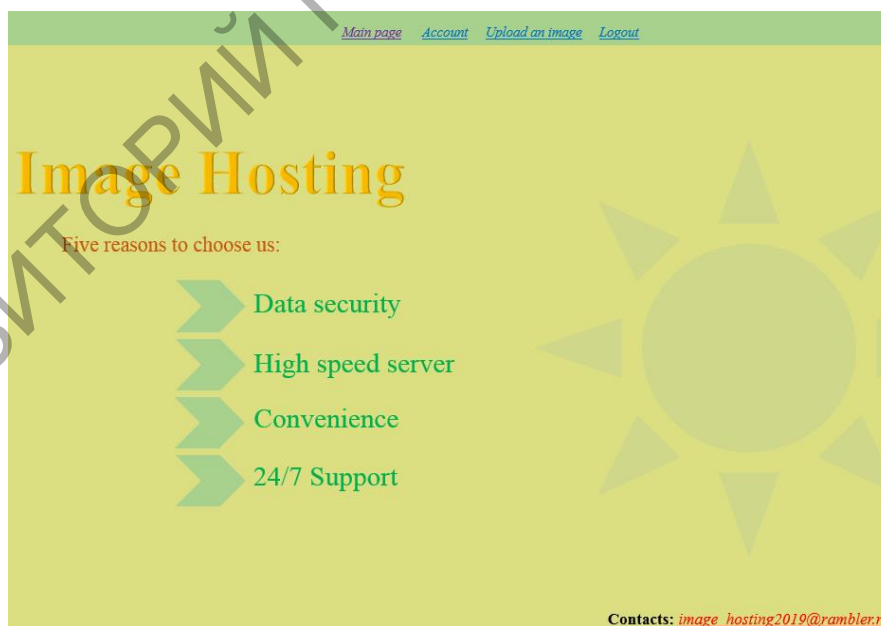 Main page Account Upload an image Logout
Image Hosting
Five reasons to choose us:
Data security
High speed server
Convenience
24/7 Support
Contacts: image_hosting2019@rambler.r